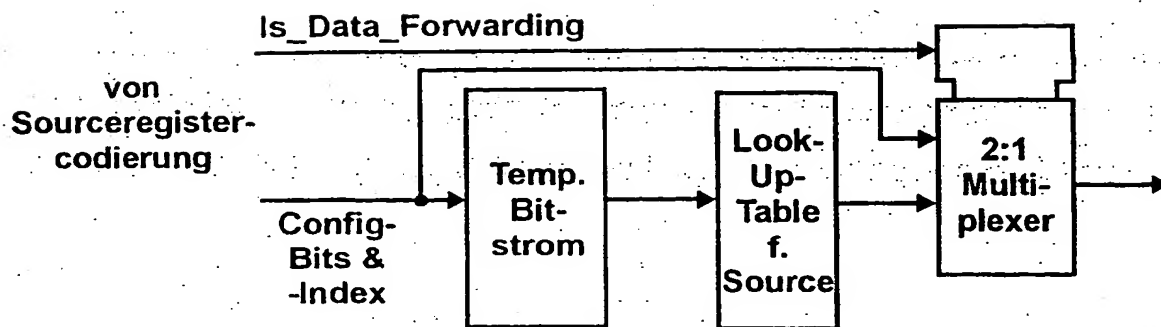 Is_Data_Forwarding
von
Sourceregister-
codierung
Config-
Bits &
-Index
Temp.
Bit-
strom
Look-
Up-
Table
f.
Source
2:1
Multi-
plexer